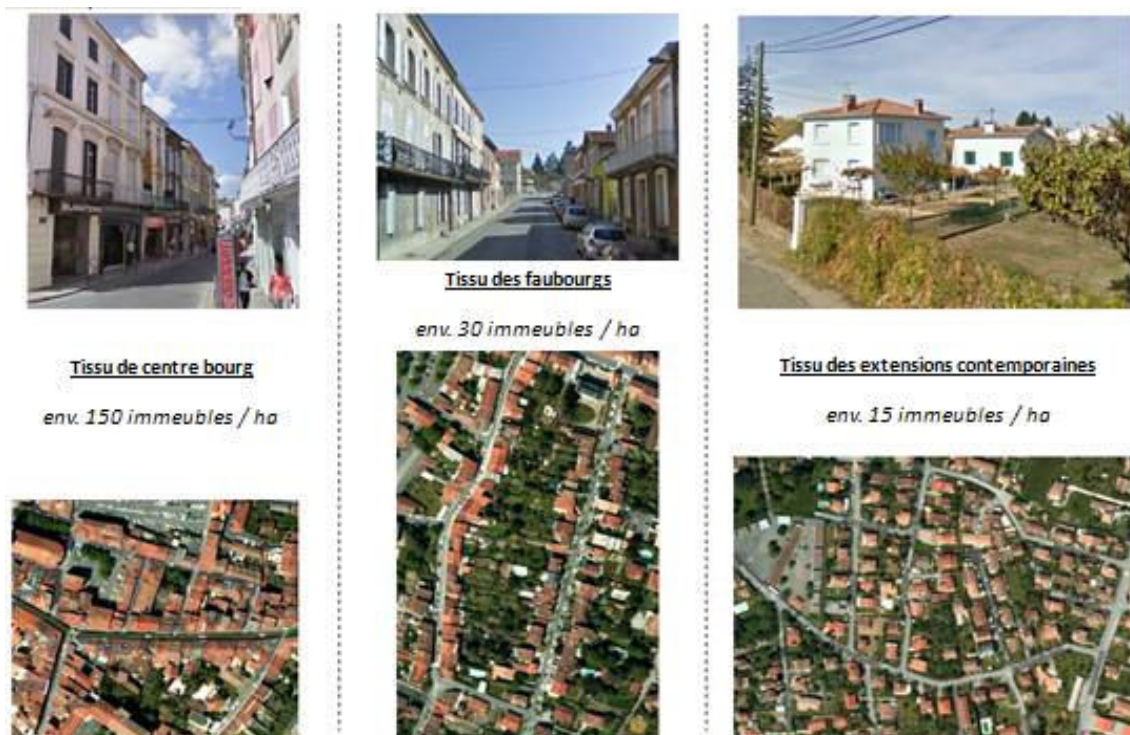 Tissu de centre bourg
env. 150 immeubles / ha
Tissu des faubourgs
env. 30 immeubles / ha
Tissu des extensions contemporaines
env. 15 immeubles / ha